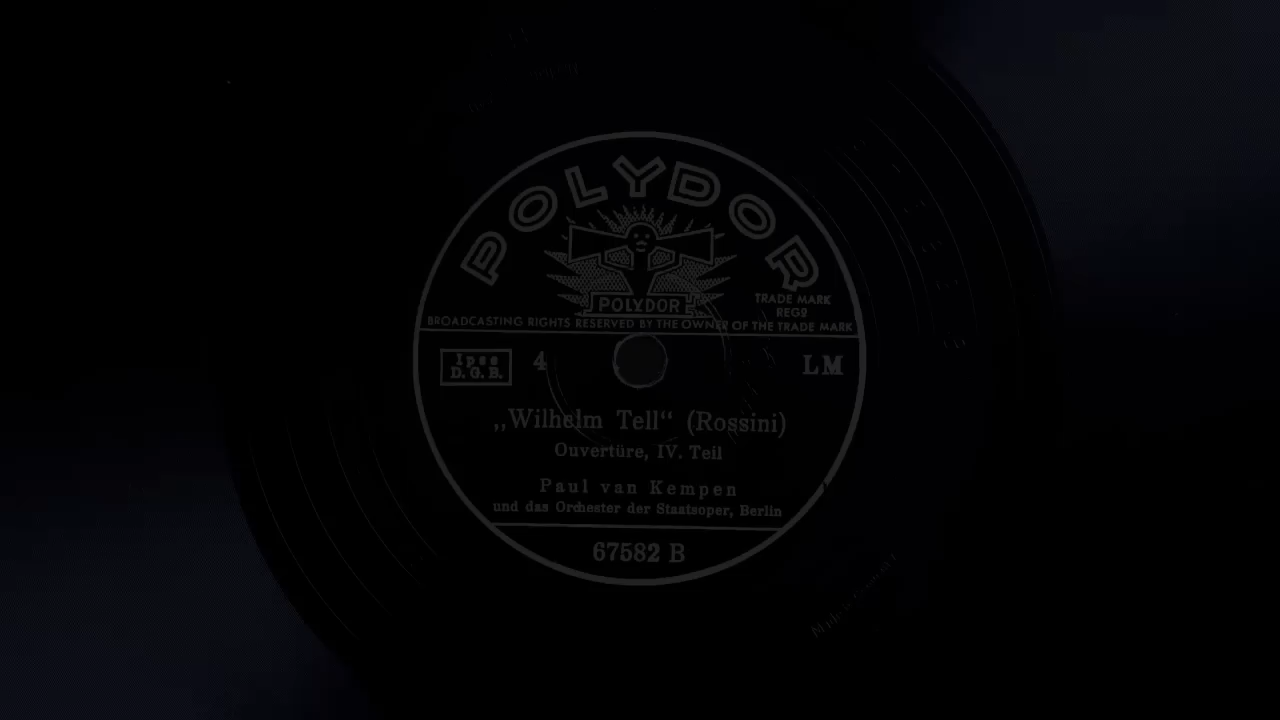 POLYDOR
POLYDOR
TRADE MARK
REGD
BROADCASTING RIGHTS RESERVED BY THE OWNER OF THE TRADE MARK
Ipse
D. G. B.
4
LM
„Wilhelm Tell“ (Rossini)
Ouvertüre, IV. Teil
Paul van Kempen
und das Orchester der Staatsoper, Berlin
67582 B